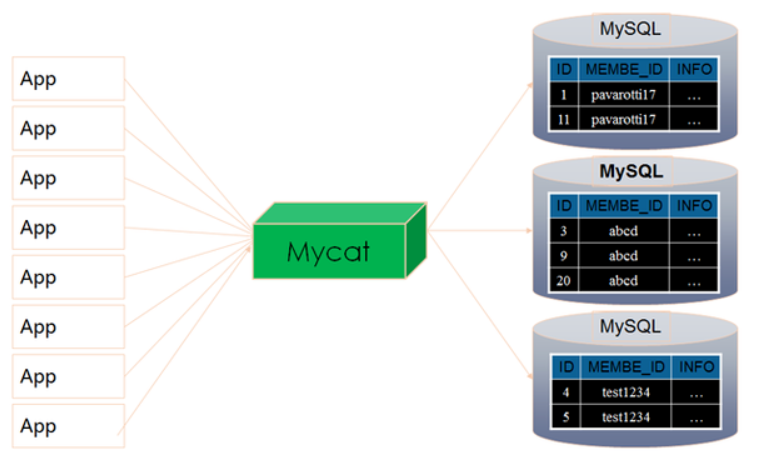 App
App
App
App
App
App
App
App
Mycat
MySQL
ID MEMBE_ID INFO
1 pavarotti17 ...
11 pavarotti17 ...
MySQL
ID MEMBE_ID INFO
3 abcd ...
9 abcd ...
20 abcd ...
MySQL
ID MEMBE_ID INFO
4 test1234 ...
5 test1234 ...